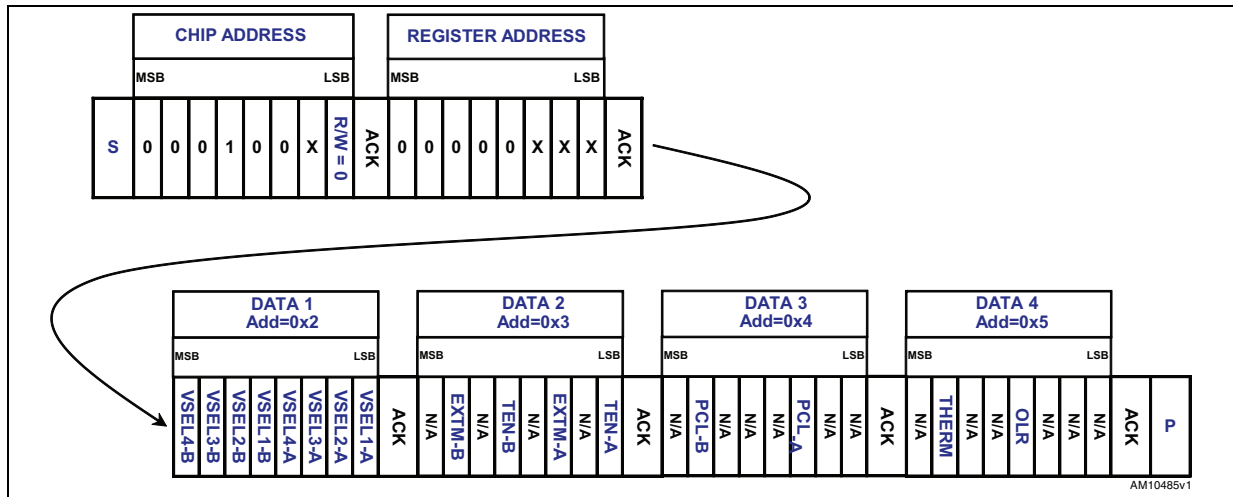 CHIP ADDRESS REGISTER ADDRESS
MSB LSB MSB LSB
S 0 0 0 1 0 0 X R/W = 0 ACK 0 0 0 0 0 X X X ACK
DATA 1 DATA 2 DATA 3 DATA 4
Add=0x2 Add=0x3 Add=0x4 Add=0x5
MSB LSB MSB LSB MSB LSB MSB LSB
VSEL4-B VSEL3-B VSEL2-B VSEL1-B VSEL4-A VSEL3-A VSEL2-A VSEL1-A ACK N/A EXTM-B N/A TEN-B N/A EXTM-A N/A TEN-A ACK N/A PCL-B N/A N/A N/A PCL-A N/A N/A ACK N/A THERM N/A N/A OLR N/A N/A N/A ACK P
AM10485v1